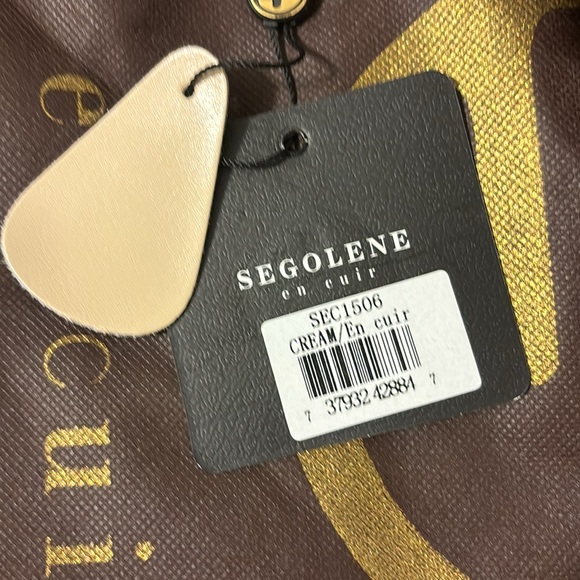 SEGOLENE
en cuir
SEC1506
CREAM/En cuir
7 37932 42884 7
e
cui